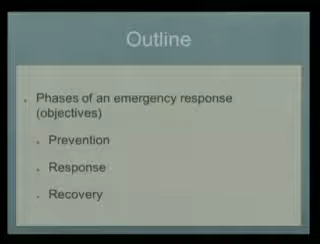 Outline
Phases of an emergency response
(objectives)
Prevention
Response
Recovery